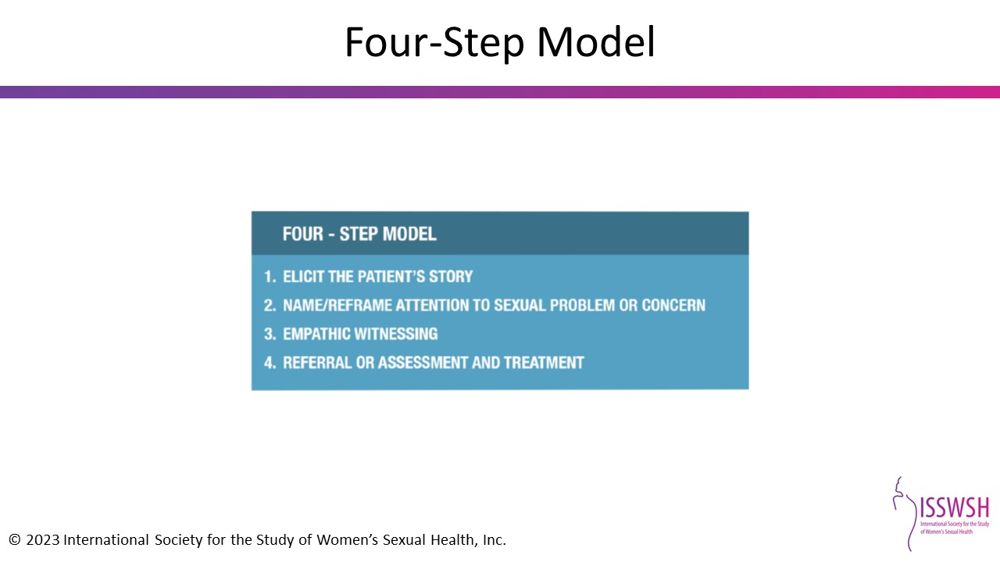 Four-Step Model
FOUR - STEP MODEL
1. ELICIT THE PATIENT'S STORY
2. NAME/REFRAME ATTENTION TO SEXUAL PROBLEM OR CONCERN
3. EMPATHIC WITNESSING
4. REFERRAL OR ASSESSMENT AND TREATMENT
ISSWSH
International Society for the Study
of Women's Sexual Health
© 2023 International Society for the Study of Women’s Sexual Health, Inc.